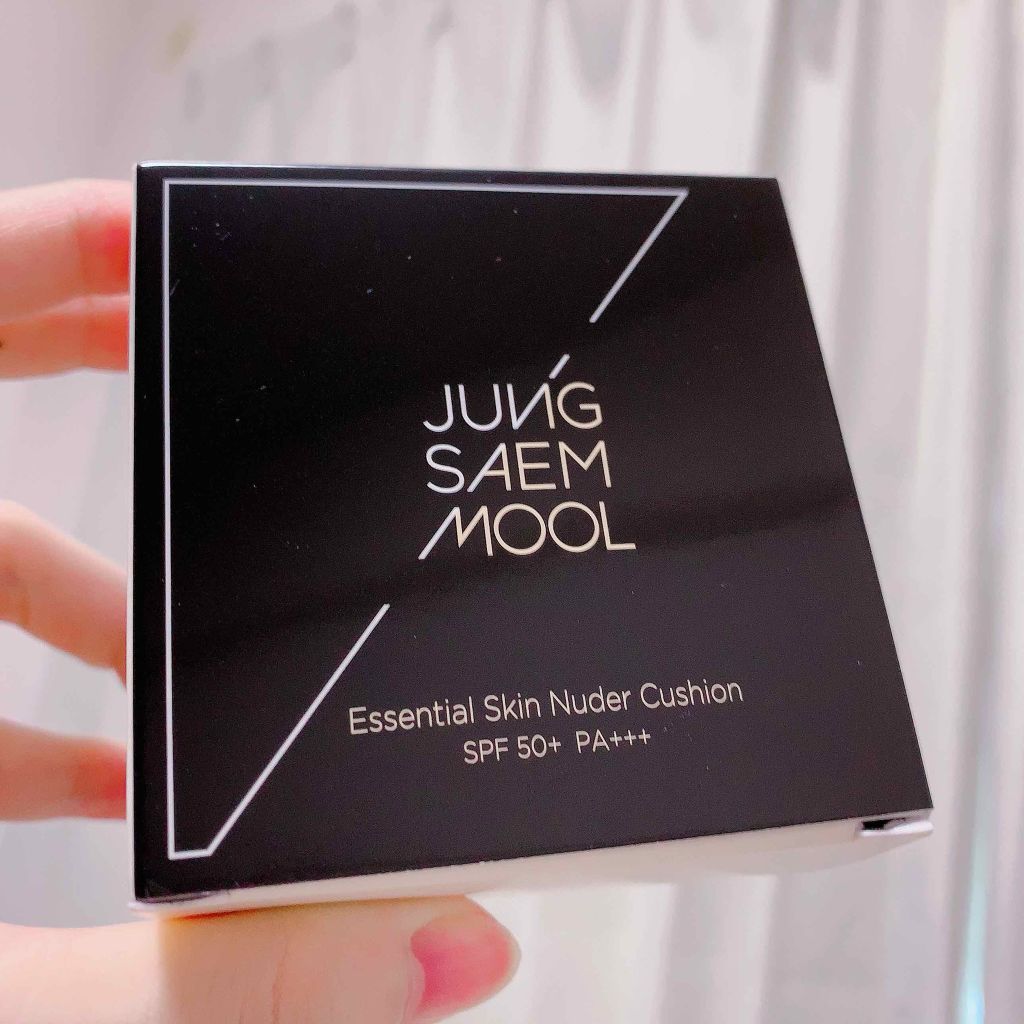 JUNG
SAEM
MOOL
Essential Skin Nuder Cushion
SPF 50+ PA+++